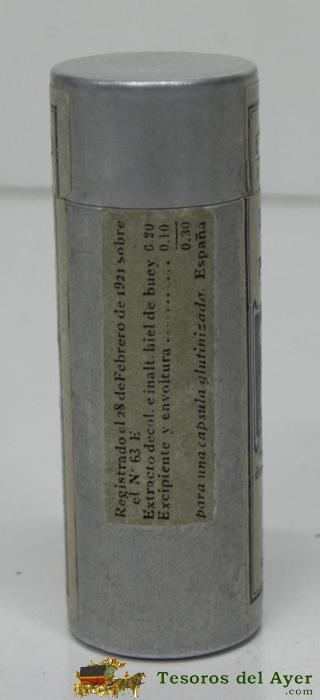 Registrado el 28 de Febrero de 1921 sobre
el Nº 63 E
Extracto decol. e inalt. hiel de buey 0.20
Excipiente y envoltura .......... 0.10
0.30
para una capsula glutinizada. España
Tesoros del Ayer
.com